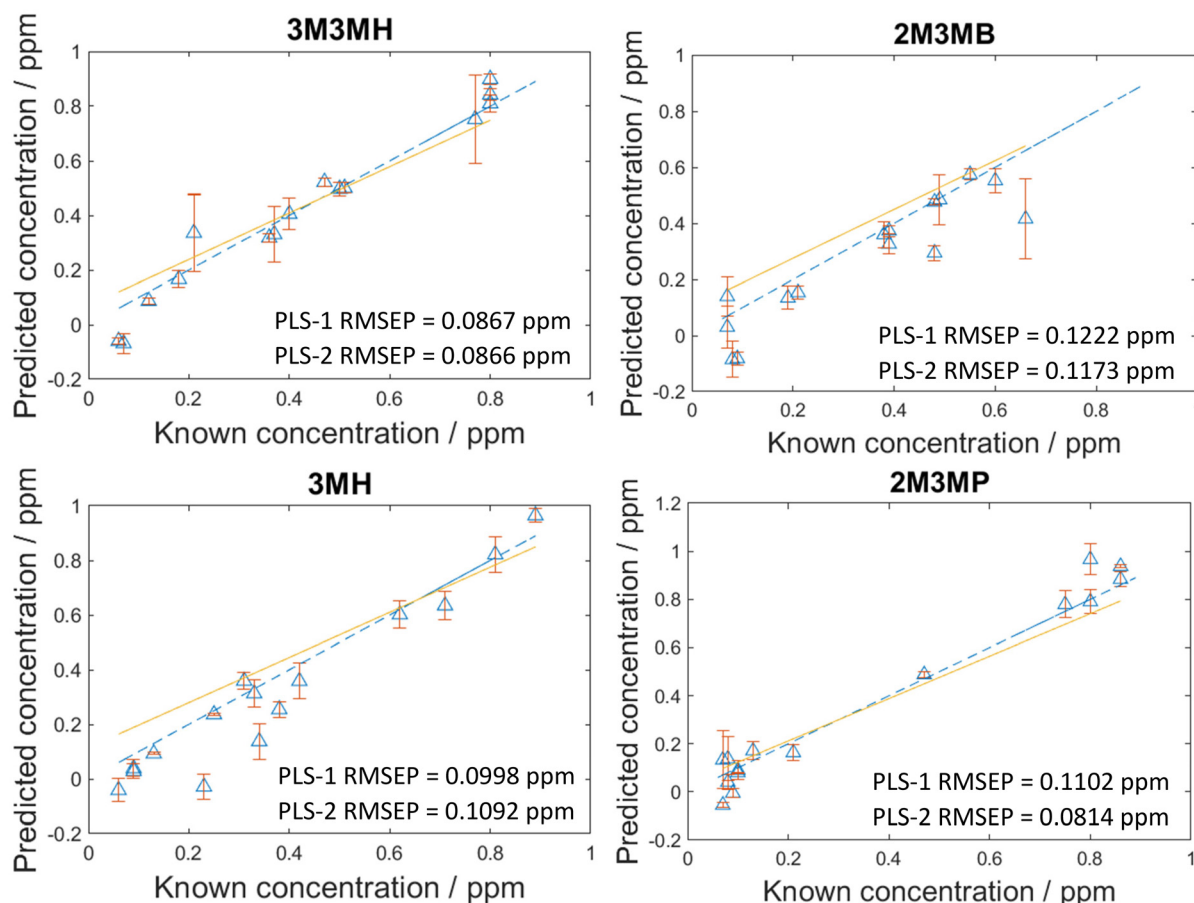 3M3MH
Predicted concentration / ppm
1
0.8
0.6
0.4
0.2
0
-0.2
PLS-1 RMSEP = 0.0867 ppm
PLS-2 RMSEP = 0.0866 ppm
0 0.2 0.4 0.6 0.8 1
Known concentration / ppm
2M3MB
Predicted concentration / ppm
1
0.8
0.6
0.4
0.2
0
-0.2
PLS-1 RMSEP = 0.1222 ppm
PLS-2 RMSEP = 0.1173 ppm
0 0.2 0.4 0.6 0.8
Known concentration / ppm
3MH
Predicted concentration / ppm
1
0.8
0.6
0.4
0.2
0
-0.2
PLS-1 RMSEP = 0.0998 ppm
PLS-2 RMSEP = 0.1092 ppm
0 0.2 0.4 0.6 0.8 1
Known concentration / ppm
2M3MP
Predicted concentration / ppm
1.2
1
0.8
0.6
0.4
0.2
0
-0.2
PLS-1 RMSEP = 0.1102 ppm
PLS-2 RMSEP = 0.0814 ppm
0 0.2 0.4 0.6 0.8
Known concentration / ppm